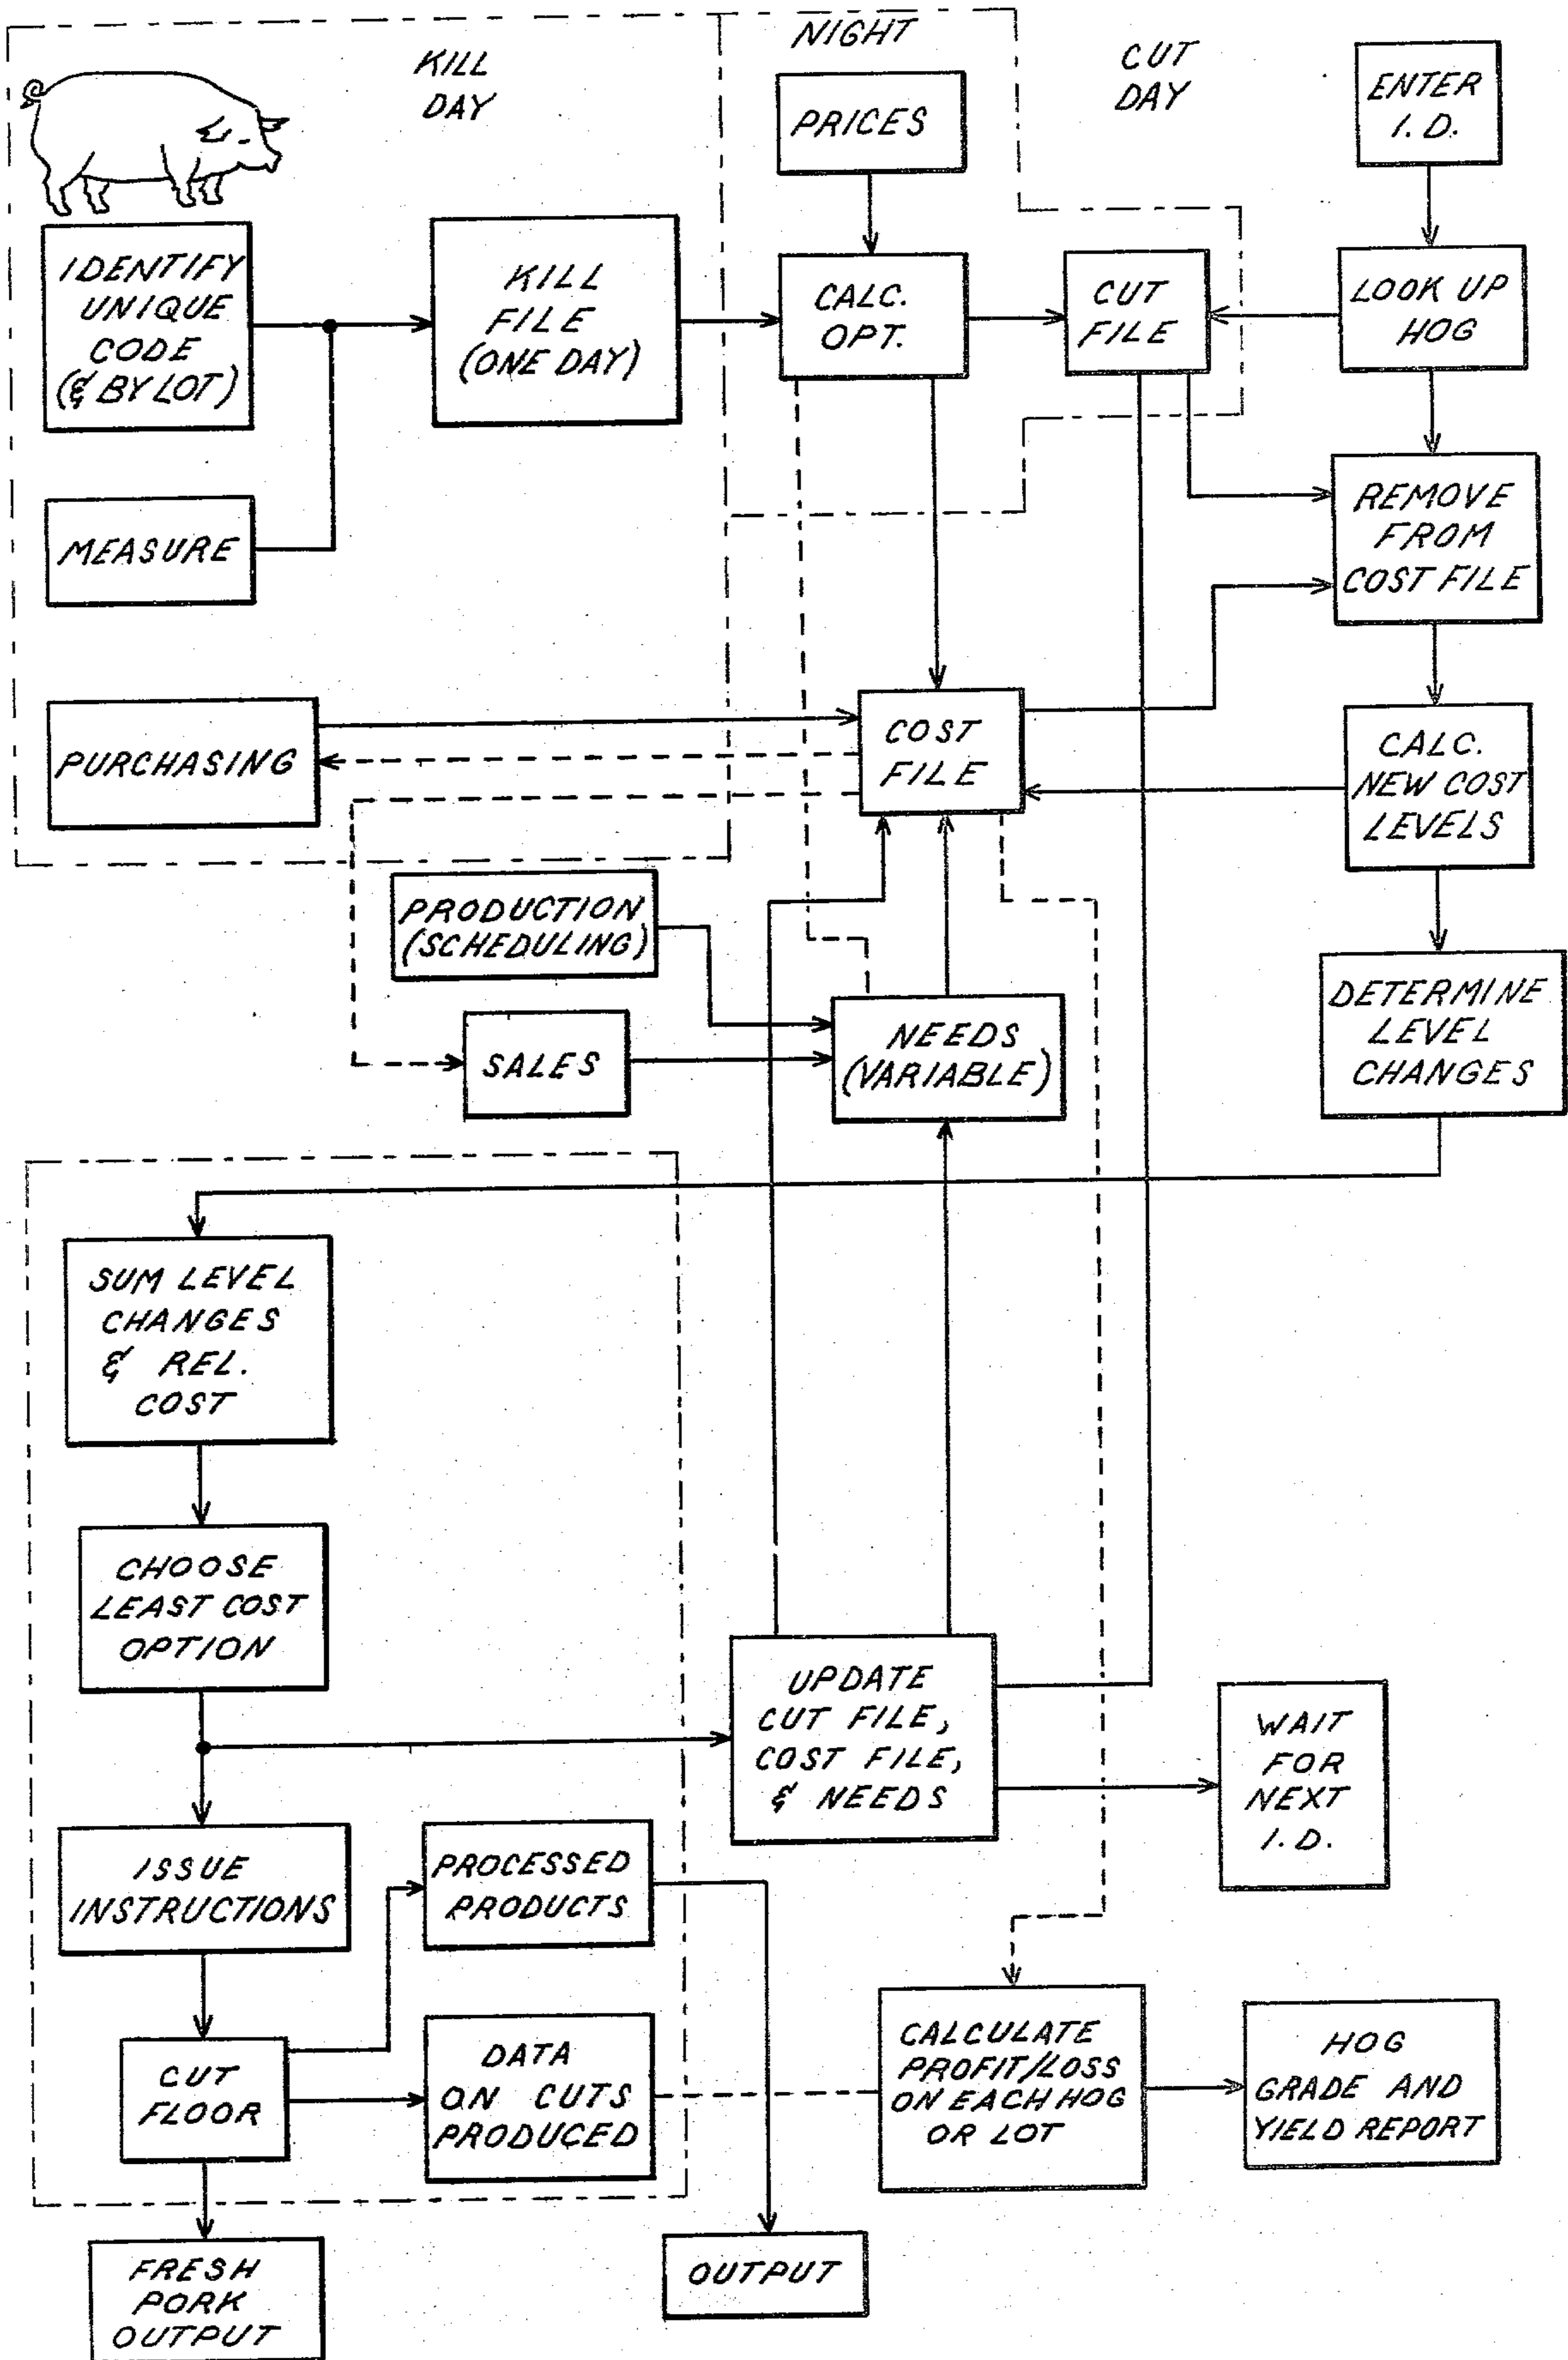 KILL
DAY
NIGHT
CUT
DAY
ENTER
I.D.
PRICES
IDENTIFY
UNIQUE
CODE
(& BY LOT)
KILL
FILE
(ONE DAY)
CALC.
OPT.
CUT
FILE
LOOK UP
HOG
MEASURE
REMOVE
FROM
COST FILE
PURCHASING
COST
FILE
CALC.
NEW COST
LEVELS
PRODUCTION
(SCHEDULING)
SALES
NEEDS
(VARIABLE)
DETERMINE
LEVEL
CHANGES
SUM LEVEL
CHANGES
& REL.
COST
CHOOSE
LEAST COST
OPTION
UPDATE
CUT FILE,
COST FILE,
& NEEDS
WAIT
FOR
NEXT
I.D.
ISSUE
INSTRUCTIONS
PROCESSED
PRODUCTS
CUT
FLOOR
DATA
ON CUTS
PRODUCED
CALCULATE
PROFIT/LOSS
ON EACH HOG
OR LOT
HOG
GRADE AND
YIELD REPORT
FRESH
PORK
OUTPUT
OUTPUT